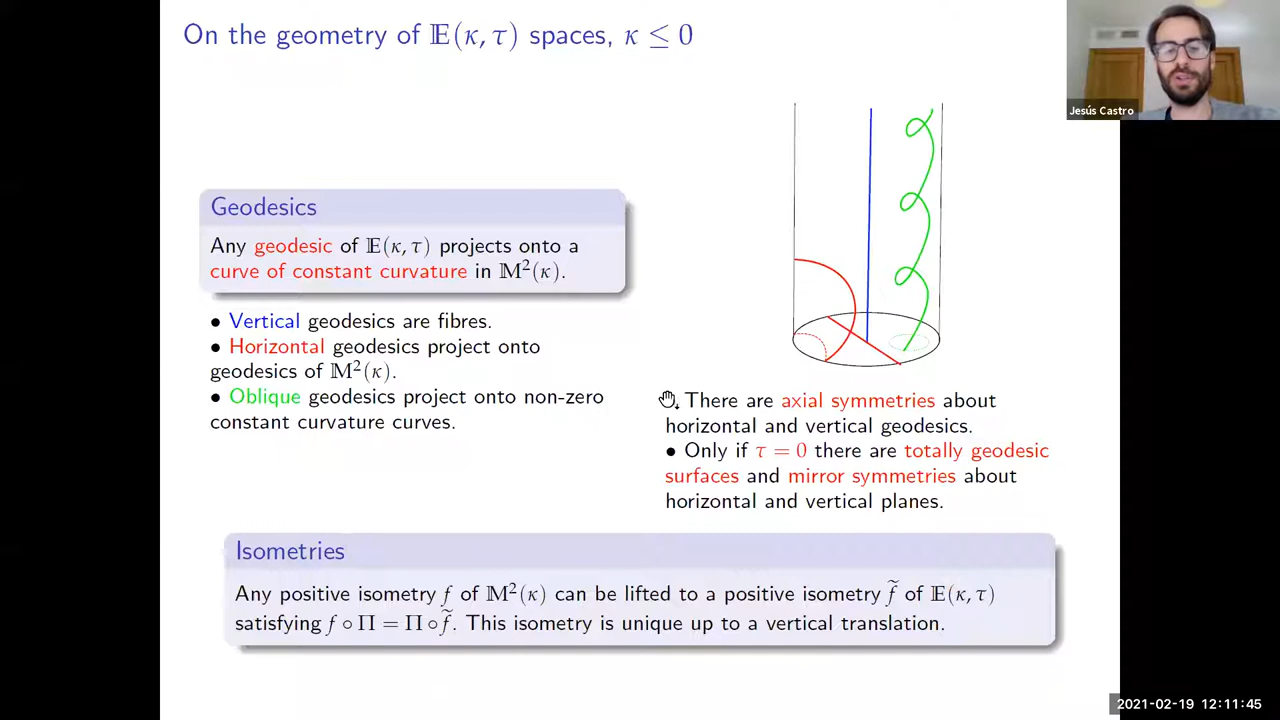 On the geometry of 𝔼(κ, τ) spaces, κ ≤ 0
Jesús Castro
Geodesics
Any geodesic of 𝔼(κ, τ) projects onto a
curve of constant curvature in 𝕄²(κ).
• Vertical geodesics are fibres.
• Horizontal geodesics project onto
geodesics of 𝕄²(κ).
• Oblique geodesics project onto non-zero
constant curvature curves.
There are axial symmetries about
horizontal and vertical geodesics.
• Only if τ = 0 there are totally geodesic
surfaces and mirror symmetries about
horizontal and vertical planes.
Isometries
Any positive isometry f of 𝕄²(κ) can be lifted to a positive isometry f̃ of 𝔼(κ, τ)
satisfying f ∘ Π = Π ∘ f̃. This isometry is unique up to a vertical translation.
2021-02-19 12:11:45